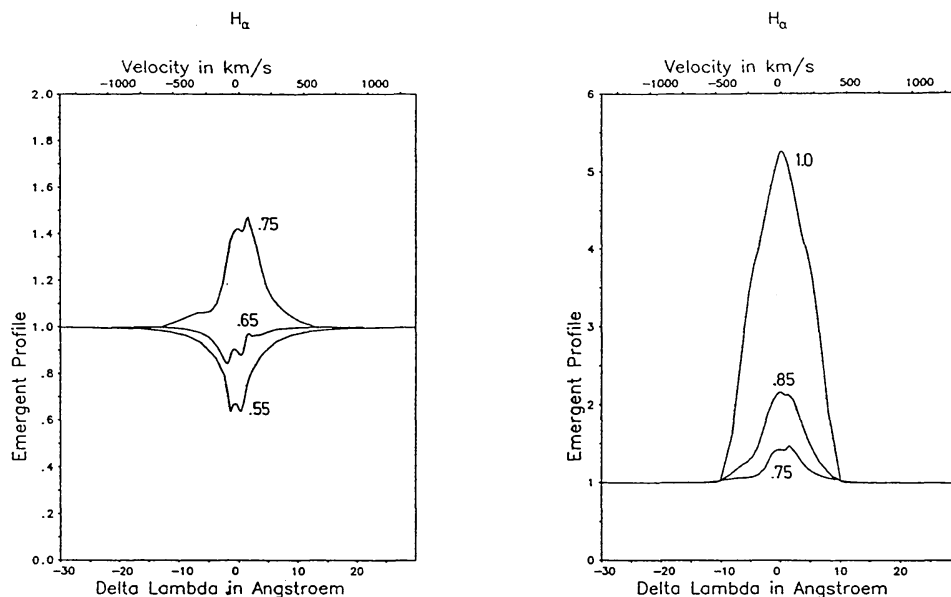 Hα
Velocity in km/s
-1000 -500 0 500 1000
2.0
1.8
1.6
1.4
1.2
1.0
.8
.6
.4
.2
0.0
Emergent Profile
.75
.65
.55
-30 -20 -10 0 10 20
Delta Lambda in Angstroem
Hα
Velocity in km/s
-1000 -500 0 500 1000
6
5
4
3
2
1
0
Emergent Profile
1.0
.85
.75
-30 -20 -10 0 10 20
Delta Lambda in Angstroem